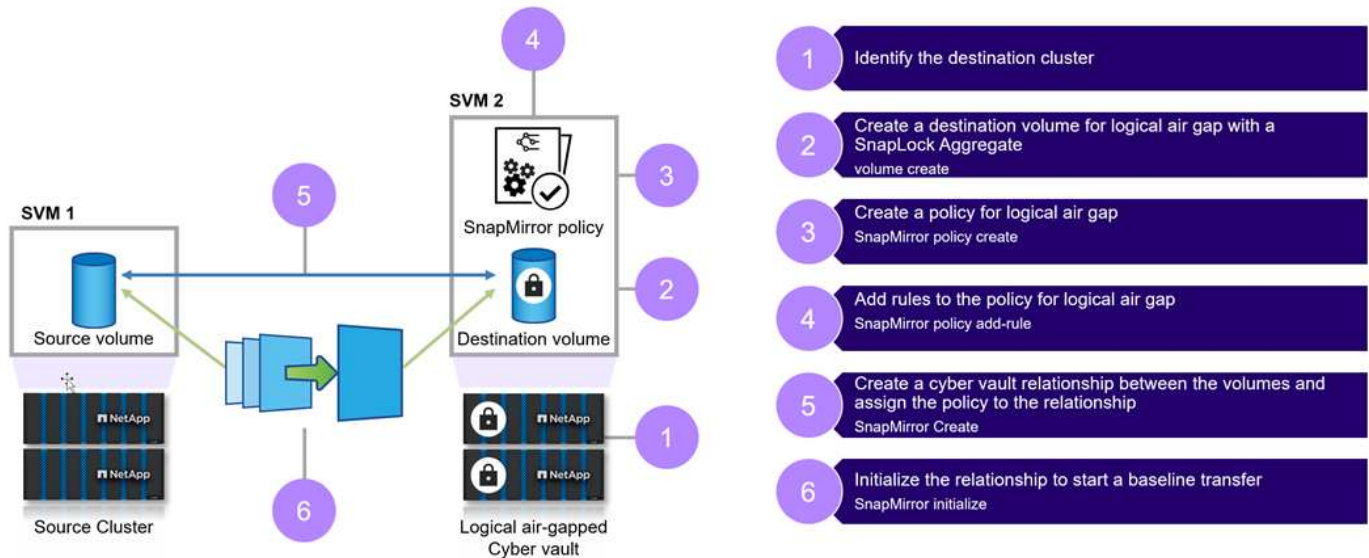 4
SVM 2
3
SnapMirror policy
5
SVM 1
2
Source volume
Destination volume
NetApp
NetApp
NetApp
NetApp
1
6
Source Cluster
Logical air-gapped
Cyber vault
1
Identify the destination cluster
2
Create a destination volume for logical air gap with a
SnapLock Aggregate
volume create
3
Create a policy for logical air gap
SnapMirror policy create
4
Add rules to the policy for logical air gap
SnapMirror policy add-rule
5
Create a cyber vault relationship between the volumes and
assign the policy to the relationship
SnapMirror Create
6
Initialize the relationship to start a baseline transfer
SnapMirror initialize